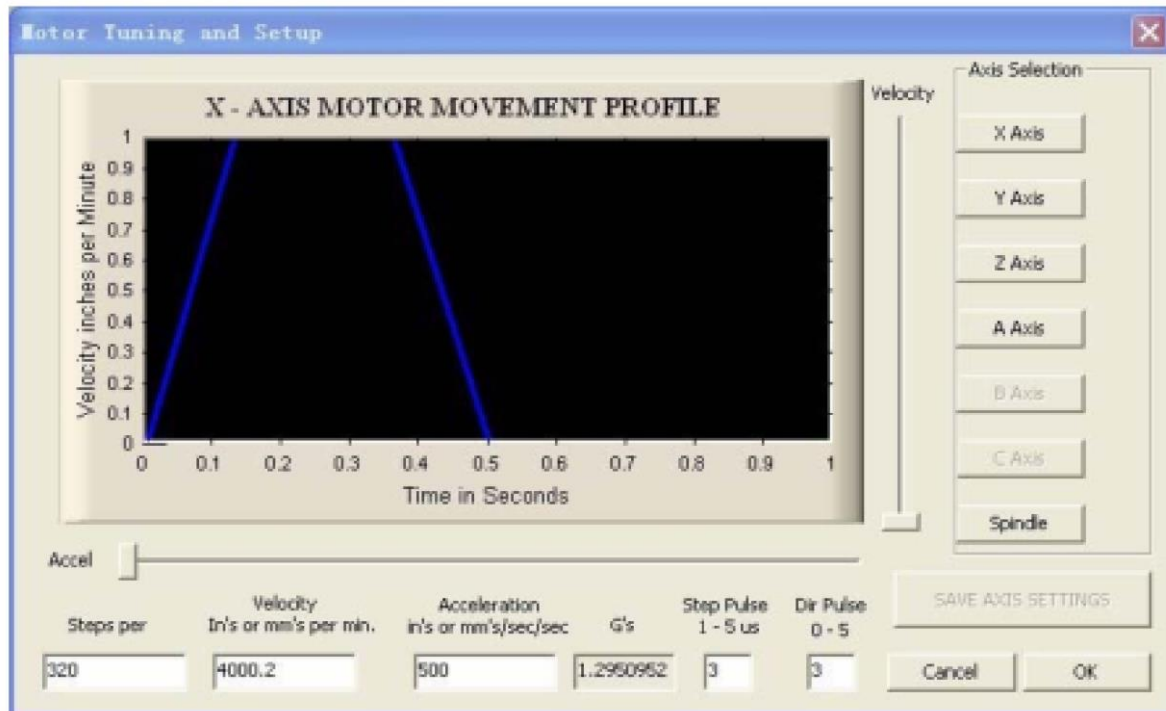 Motor Tuning and Setup
X - AXIS MOTOR MOVEMENT PROFILE
Velocity inches per Minute
1
0.9
0.8
0.7
0.6
0.5
0.4
0.3
0.2
0.1
0
0 0.1 0.2 0.3 0.4 0.5 0.6 0.7 0.8 0.9 1
Time in Seconds
Velocity
Axis Selection
X Axis
Y Axis
Z Axis
A Axis
B Axis
C Axis
Spindle
Accel
Steps per
Velocity
In's or mm's per min.
Acceleration
in's or mm's/sec/sec
G's
Step Pulse
1 - 5 us
Dir Pulse
0 - 5
320
4000.2
500
1.2950952
3
3
SAVE AXIS SETTINGS
Cancel
OK